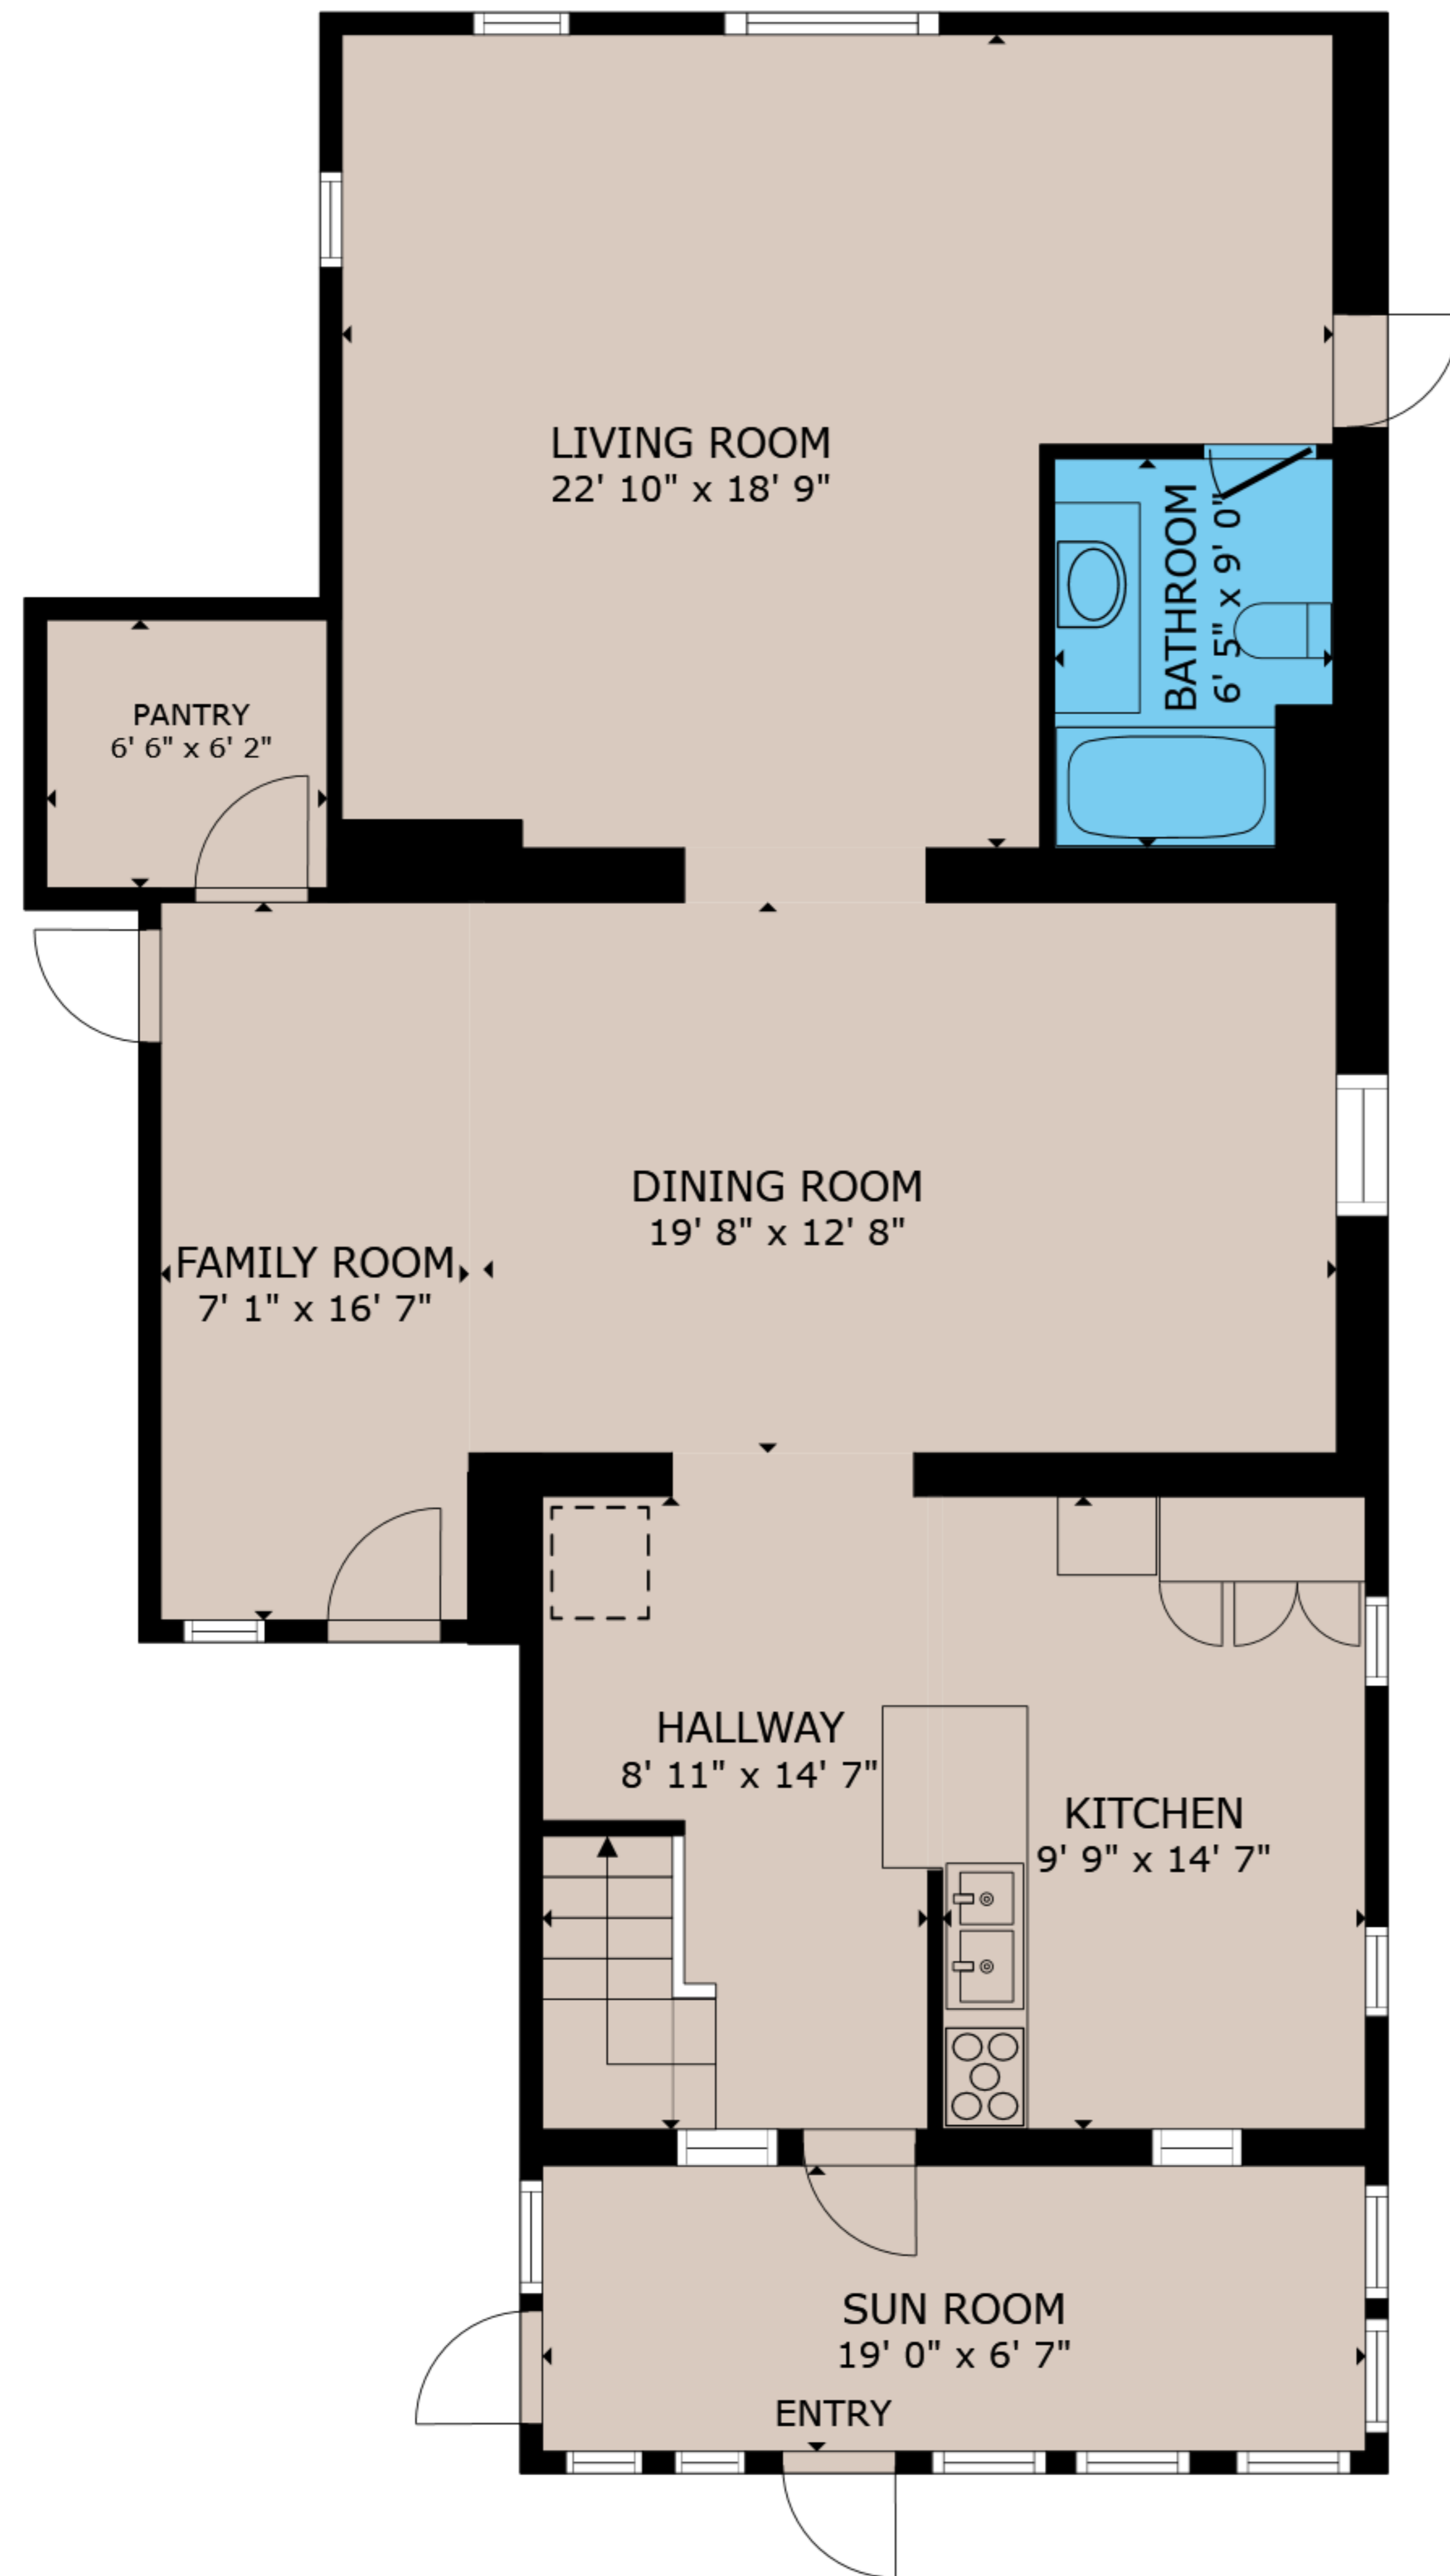 LIVING ROOM
22' 10" x 18' 9"
BATHROOM
6' 5" x 9' 0"
PANTRY
6' 6" x 6' 2"
DINING ROOM
19' 8" x 12' 8"
FAMILY ROOM
7' 1" x 16' 7"
HALLWAY
8' 11" x 14' 7"
KITCHEN
9' 9" x 14' 7"
SUN ROOM
19' 0" x 6' 7"
ENTRY